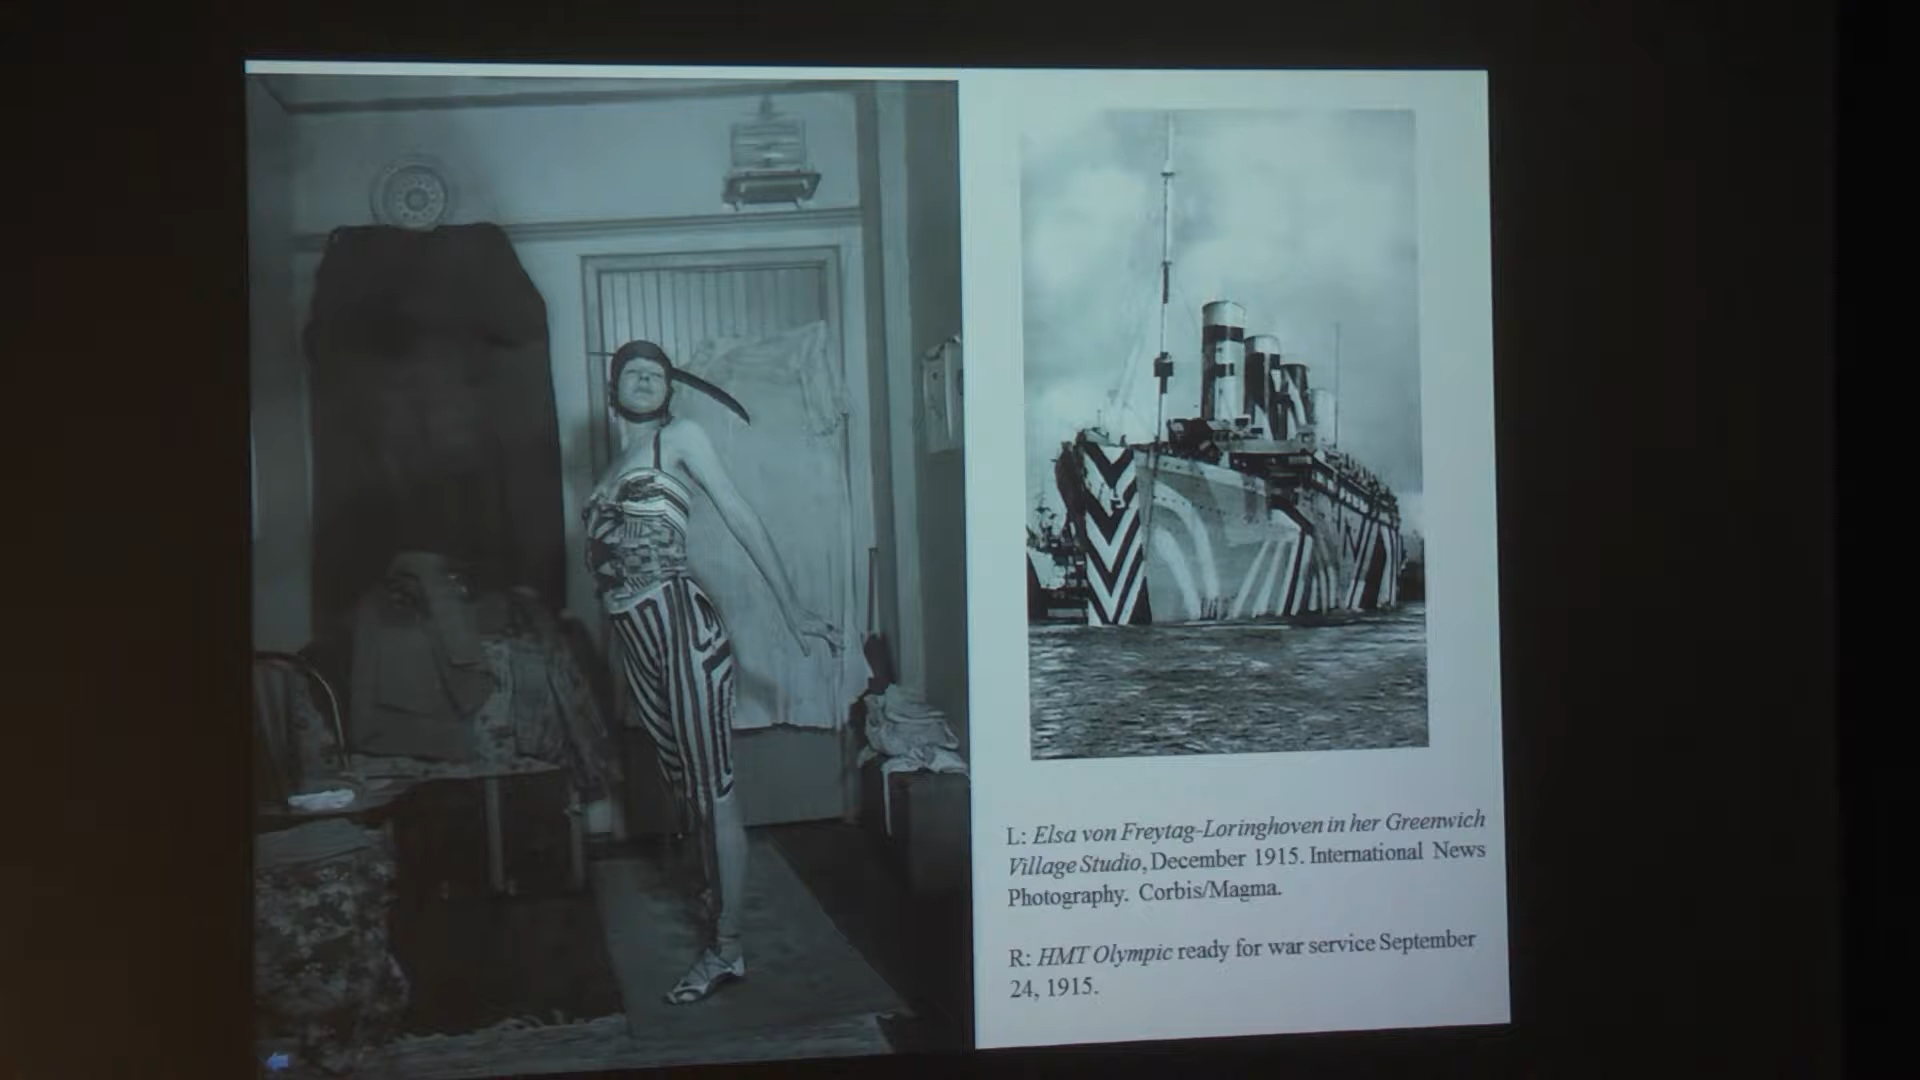 L: Elsa von Freytag-Loringhoven in her Greenwich
Village Studio, December 1915. International News
Photography. Corbis/Magma.
R: HMT Olympic ready for war service September
24, 1915.